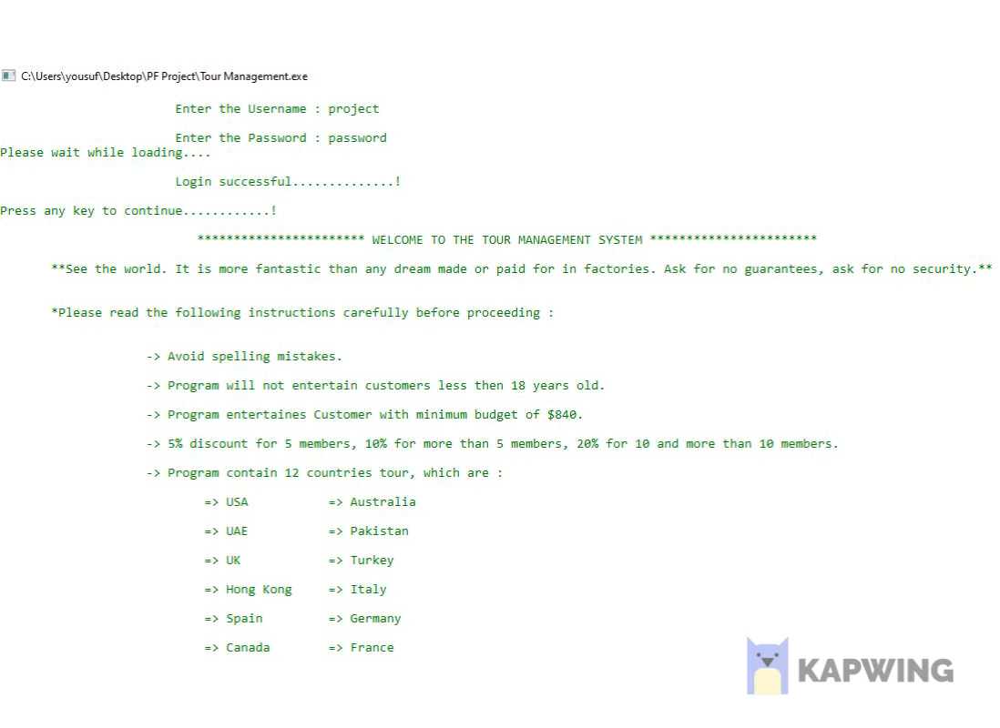 C:\Users\yousuf\Desktop\PF Project\Tour Management.exe
Enter the Username : project
Enter the Password : password
Please wait while loading....
Login successful..............!
Press any key to continue............!
*********************** WELCOME TO THE TOUR MANAGEMENT SYSTEM ***********************
**See the world. It is more fantastic than any dream made or paid for in factories. Ask for no guarantees, ask for no security.**
*Please read the following instructions carefully before proceeding :
-> Avoid spelling mistakes.
-> Program will not entertain customers less then 18 years old.
-> Program entertaines Customer with minimum budget of $840.
-> 5% discount for 5 members, 10% for more than 5 members, 20% for 10 and more than 10 members.
-> Program contain 12 countries tour, which are :
=> USA => Australia
=> UAE => Pakistan
=> UK => Turkey
=> Hong Kong => Italy
=> Spain => Germany
=> Canada => France
KAPWING